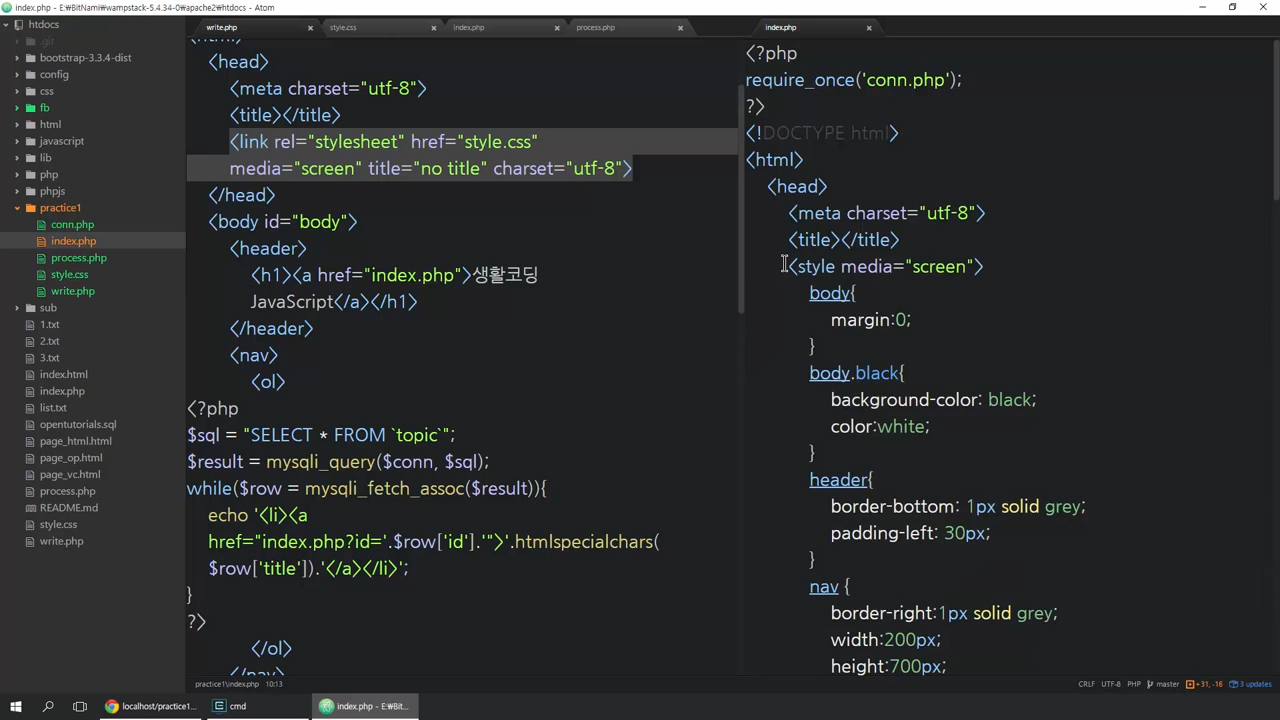 index.php - E:₩BitNami₩wampstack-5.4.34-0₩apache2₩htdocs - Atom
htdocs
.git
bootstrap-3.3.4-dist
config
css
fb
html
javascript
lib
php
phpjs
practice1
conn.php
index.php
process.php
style.css
write.php
sub
1.txt
2.txt
3.txt
index.html
index.php
list.txt
opentutorials.sql
page_html.html
page_op.html
page_vc.html
process.php
README.md
style.css
write.php
write.php
style.css
index.php
process.php
<html>
<head>
<meta charset="utf-8">
<title></title>
<link rel="stylesheet" href="style.css"
media="screen" title="no title" charset="utf-8">
</head>
<body id="body">
<header>
<h1><a href="index.php">생활코딩
JavaScript</a></h1>
</header>
<nav>
<ol>
<?php
$sql = "SELECT * FROM `topic`";
$result = mysqli_query($conn, $sql);
while($row = mysqli_fetch_assoc($result)){
echo '<li><a
href="index.php?id='.$row['id'].'">'.htmlspecialchars(
$row['title']).'</a></li>';
}
?>
</ol>
</nav>
index.php
<?php
require_once('conn.php');
?>
<!DOCTYPE html>
<html>
<head>
<meta charset="utf-8">
<title></title>
<style media="screen">
body{
margin:0;
}
body.black{
background-color: black;
color:white;
}
header{
border-bottom: 1px solid grey;
padding-left: 30px;
}
nav {
border-right:1px solid grey;
width:200px;
height:700px;
practice1\index.php 10:13
CRLF UTF-8 PHP master +31, -16 3 updates
localhost/practice1...
cmd
index.php - E:₩Bit...